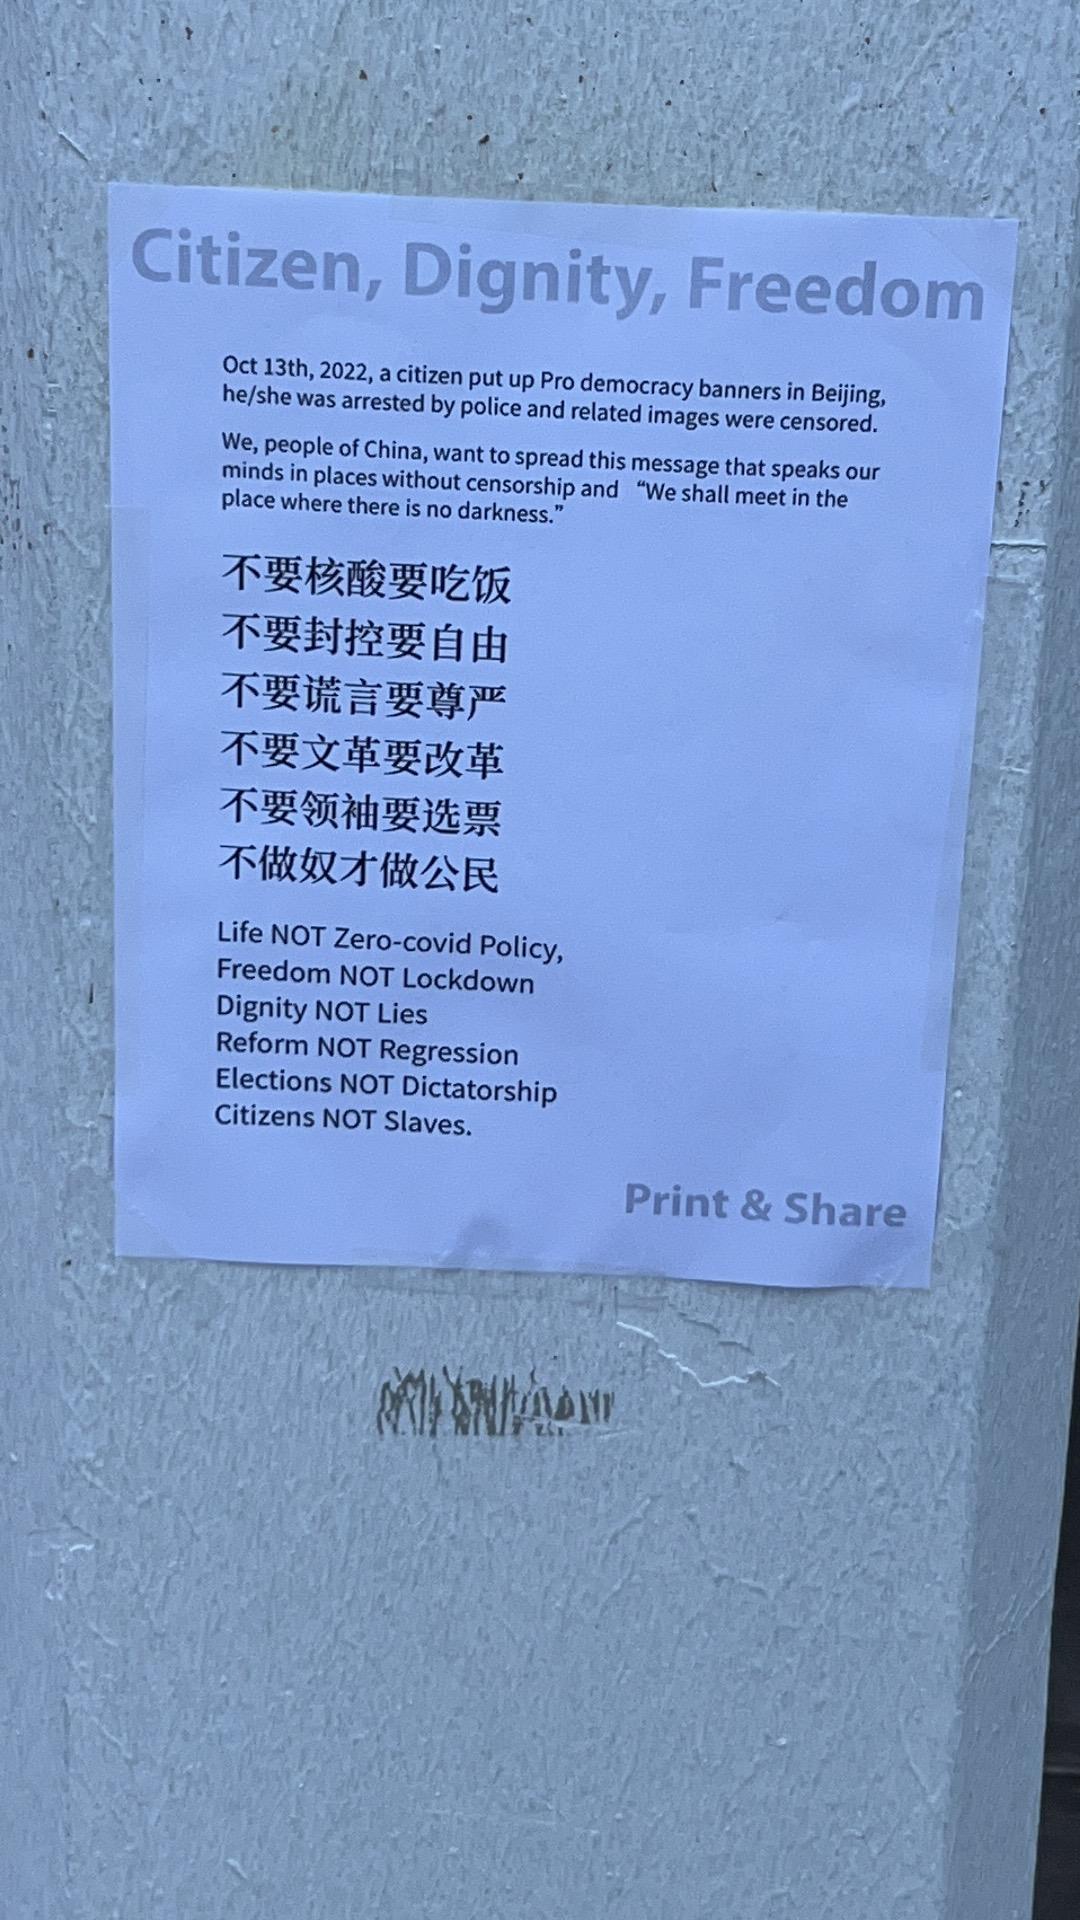 Citizen, Dignity, Freedom
Oct 13th, 2022, a citizen put up Pro democracy banners in Beijing,
he/she was arrested by police and related images were censored.
We, people of China, want to spread this message that speaks our
minds in places without censorship and “We shall meet in the
place where there is no darkness.”
不要核酸要吃饭
不要封控要自由
不要谎言要尊严
不要文革要改革
不要领袖要选票
不做奴才做公民
Life NOT Zero-covid Policy,
Freedom NOT Lockdown
Dignity NOT Lies
Reform NOT Regression
Elections NOT Dictatorship
Citizens NOT Slaves.
Print & Share